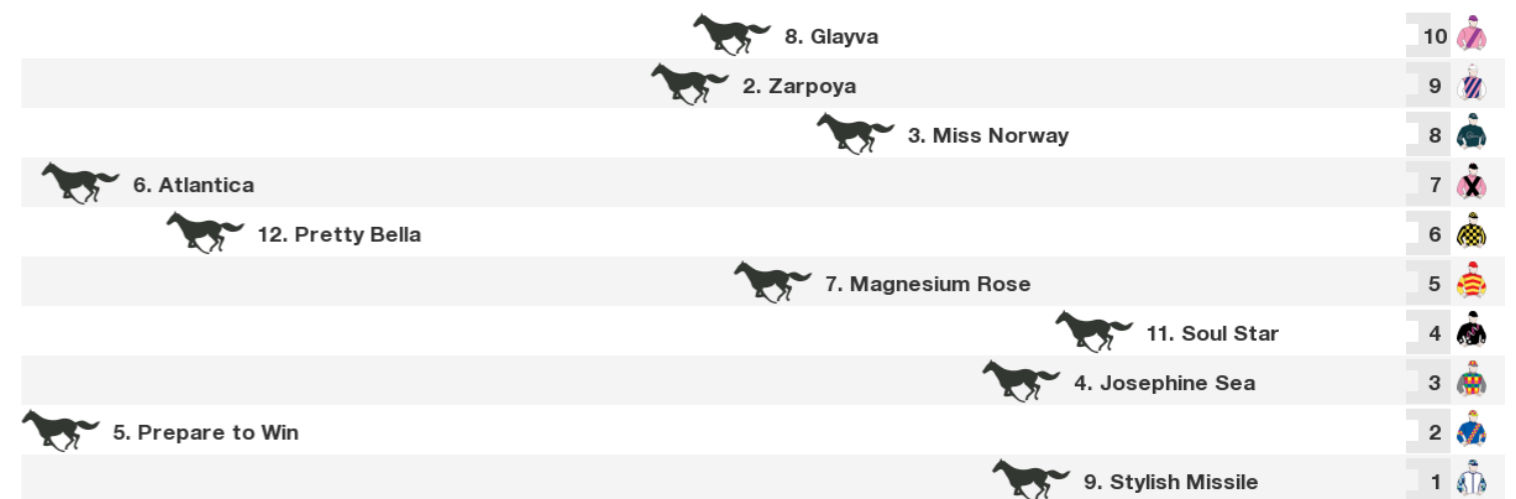 8. Glayva 10
2. Zarpoya 9
3. Miss Norway 8
6. Atlantica 7
12. Pretty Bella 6
7. Magnesium Rose 5
11. Soul Star 4
4. Josephine Sea 3
5. Prepare to Win 2
9. Stylish Missile 1